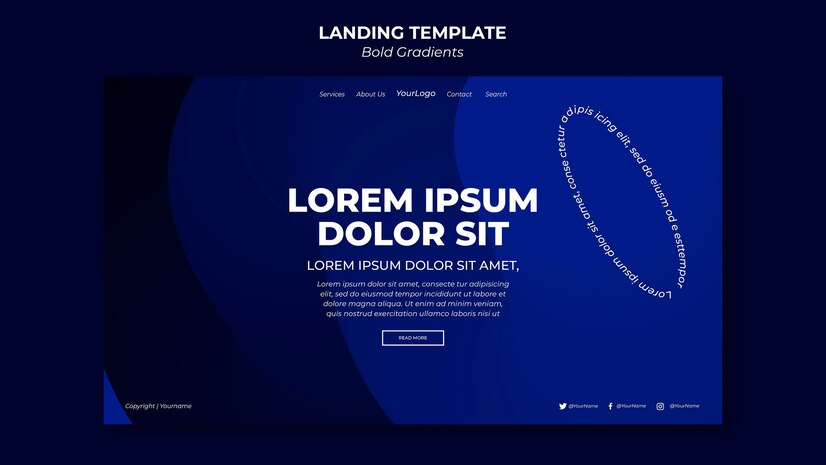 LANDING TEMPLATE
Bold Gradients
Services About Us YourLogo Contact Search
Lorem ipsum dolor sit amet, conse ctetur adipis icing elit, sed do eiusm od e esttempor
LOREM IPSUM
DOLOR SIT
LOREM IPSUM DOLOR SIT AMET,
Lorem ipsum dolor sit amet, consecte tur adipisicing
elit, sed do eiusmod tempor incididunt ut labore et
dolore magna aliqua. Ut enim ad minim veniam,
quis nostrud exercitation ullamco laboris nisi ut
READ MORE
Copyright | Yourname @YourName @YourName @YourName